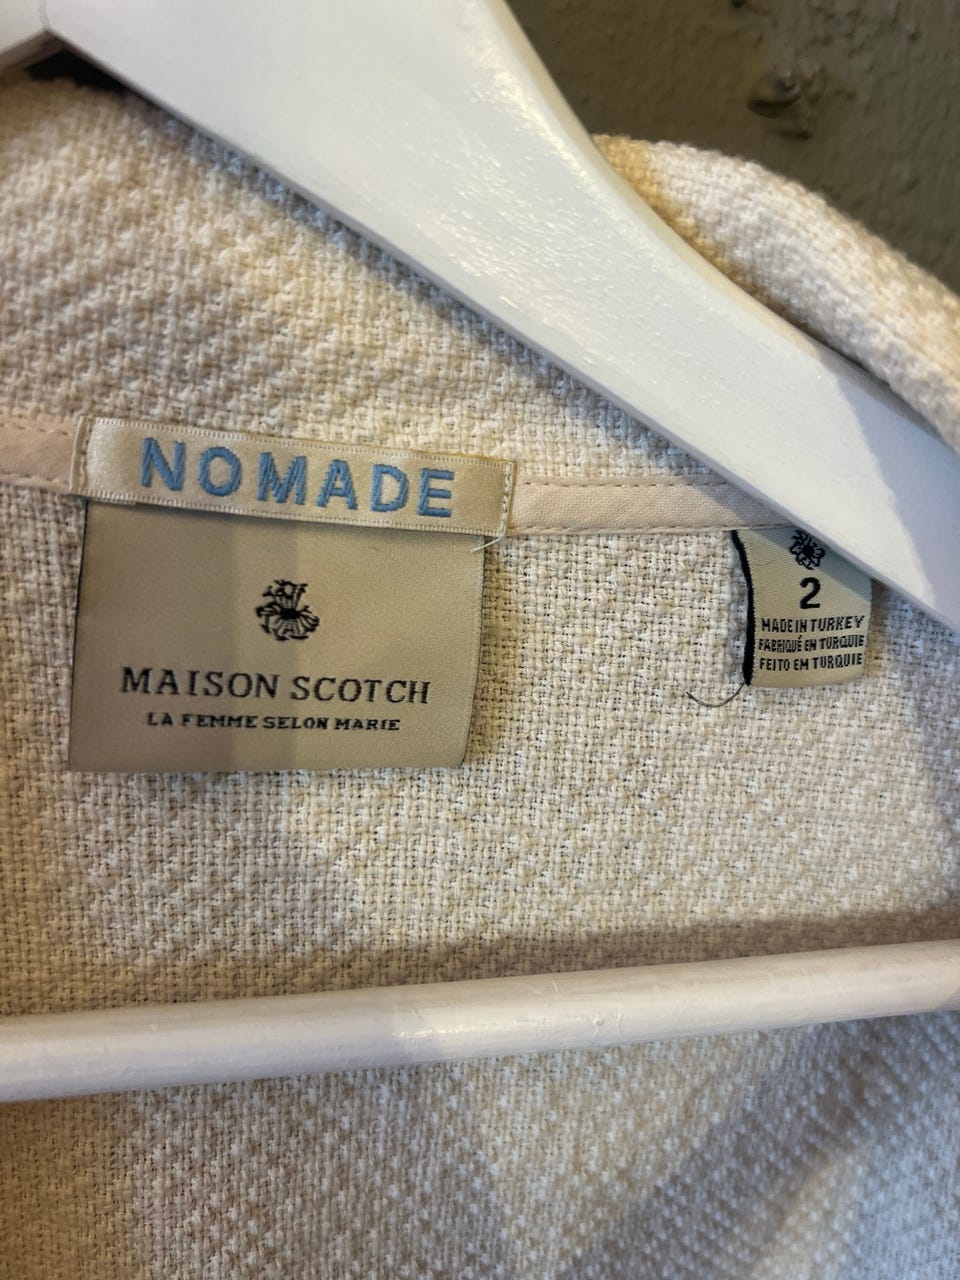 NOMADE
MAISON SCOTCH
LA FEMME SELON MARIE
2
MADE IN TURKEY
FABRIQUÉ EN TURQUIE
FEITO EM TURQUIE